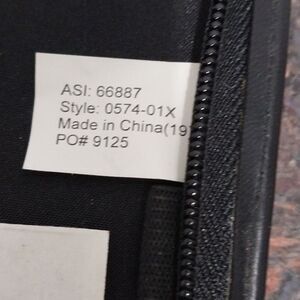 ASI: 66887
Style: 0574-01X
Made in China(19
PO# 9125